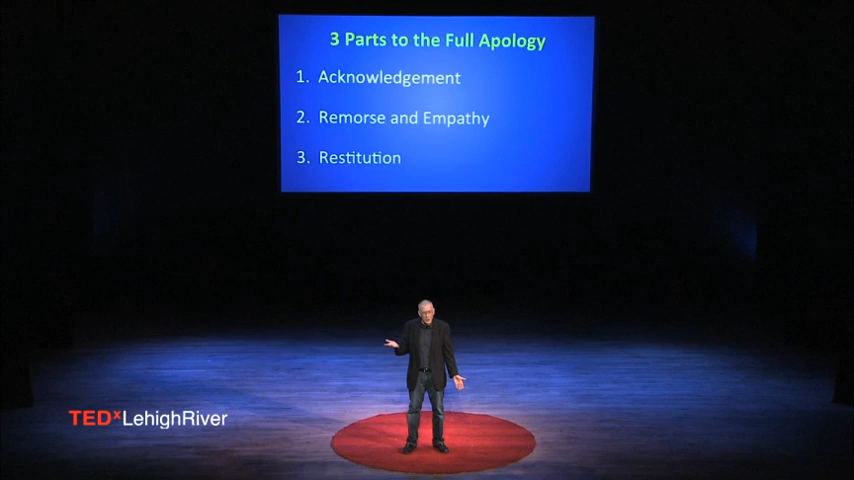 3 Parts to the Full Apology
1. Acknowledgement
2. Remorse and Empathy
3. Restitution
TEDxLehighRiver